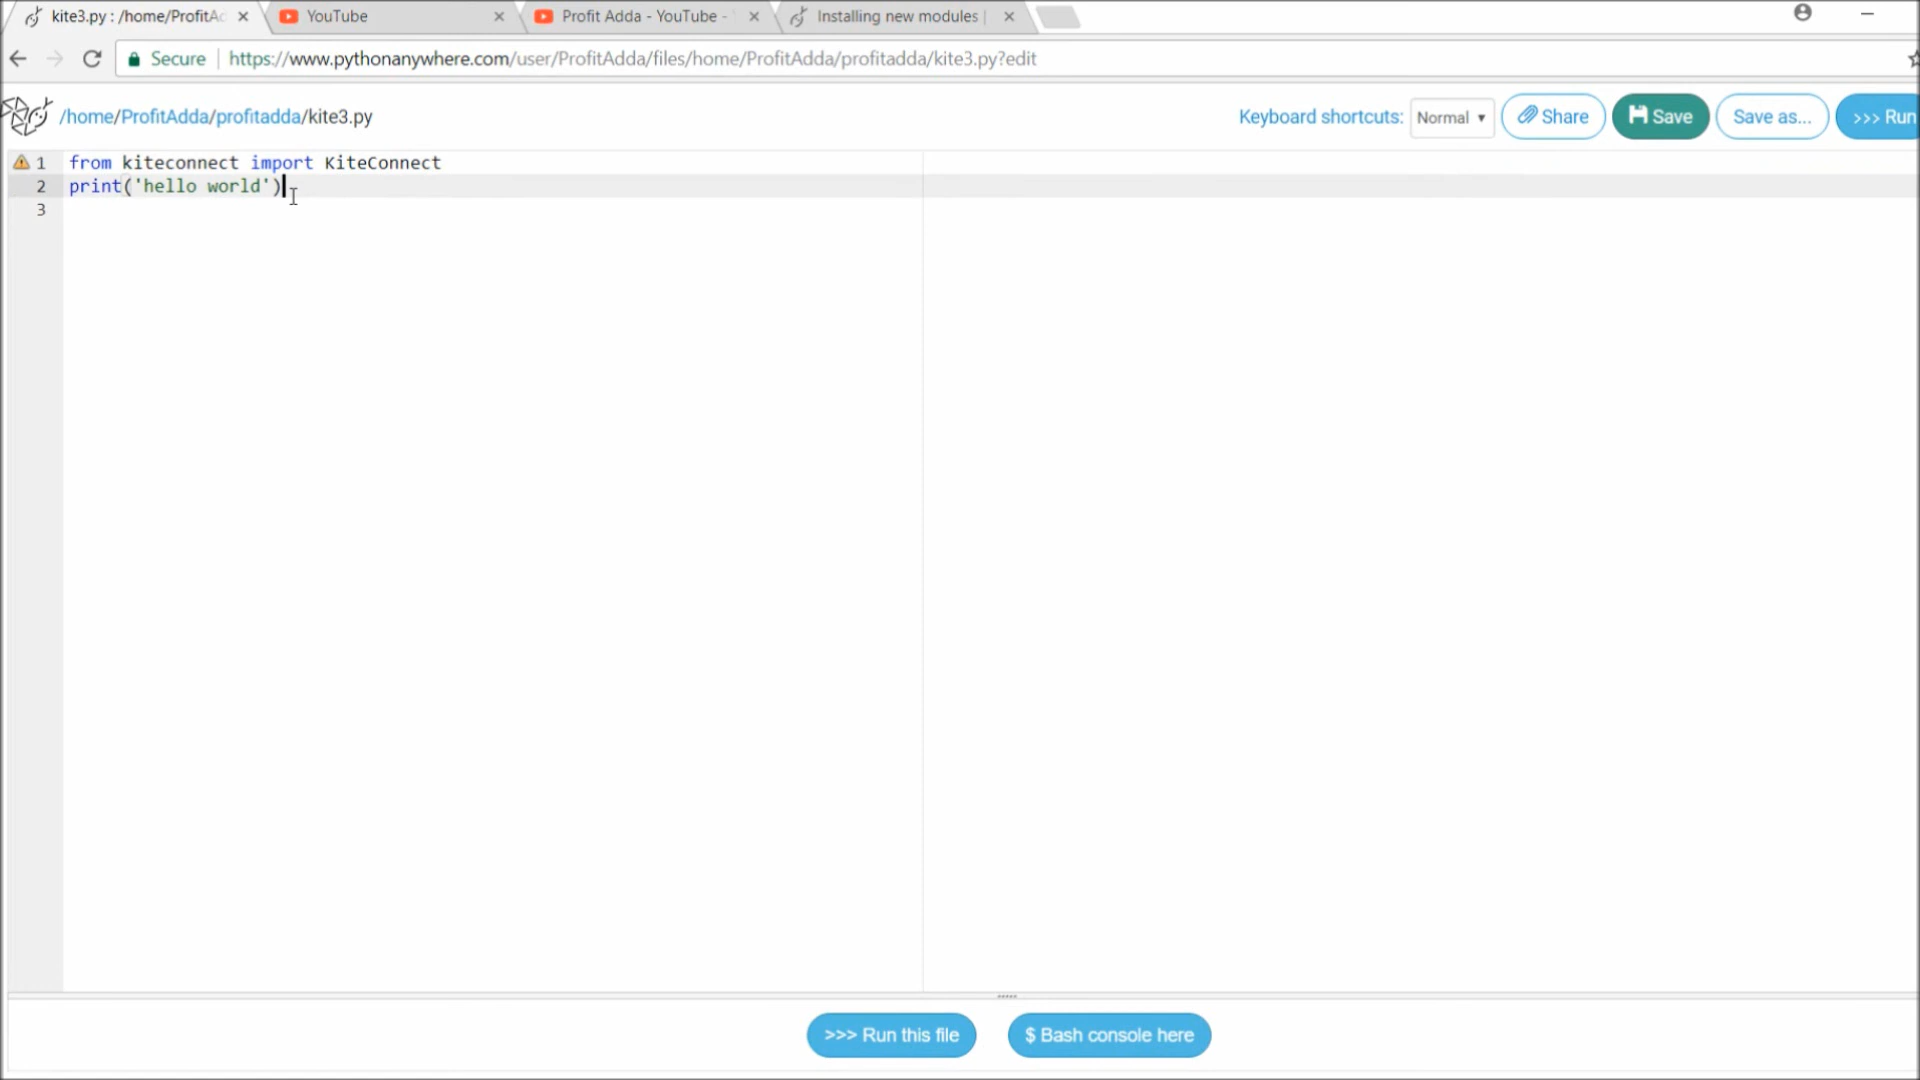 kite3.py : /home/ProfitAd
YouTube
Profit Adda - YouTube -
Installing new modules |
Secure
https://www.pythonanywhere.com/user/ProfitAdda/files/home/ProfitAdda/profitadda/kite3.py?edit
/home/ProfitAdda/profitadda/kite3.py
Keyboard shortcuts: Normal
Share
Save
Save as...
>>> Run
1 from kiteconnect import KiteConnect
2 print('hello world')
3
>>> Run this file
$ Bash console here